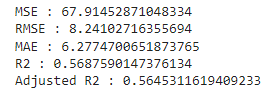 MSE : 67.91452871048334
RMSE : 8.24102716355694
MAE : 6.2774700651873765
R2 : 0.5687590147376134
Adjusted R2 : 0.5645311619409233